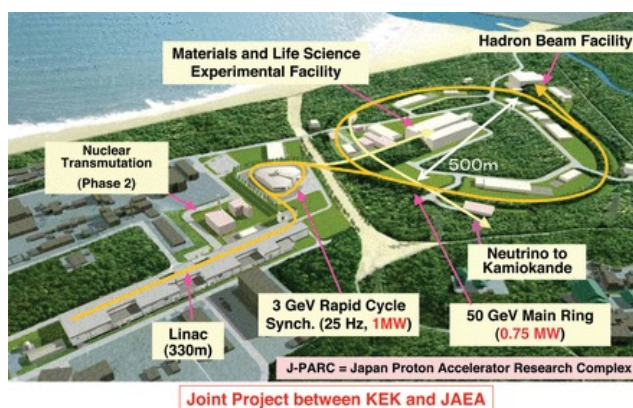 Hadron Beam Facility
Materials and Life Science
Experimental Facility
Nuclear
Transmutation
(Phase 2)
500m
Neutrino to
Kamiokande
3 GeV Rapid Cycle
Synch. (25 Hz, 1MW)
50 GeV Main Ring
(0.75 MW)
Linac
(330m)
J-PARC = Japan Proton Accelerator Research Complex
Joint Project between KEK and JAEA